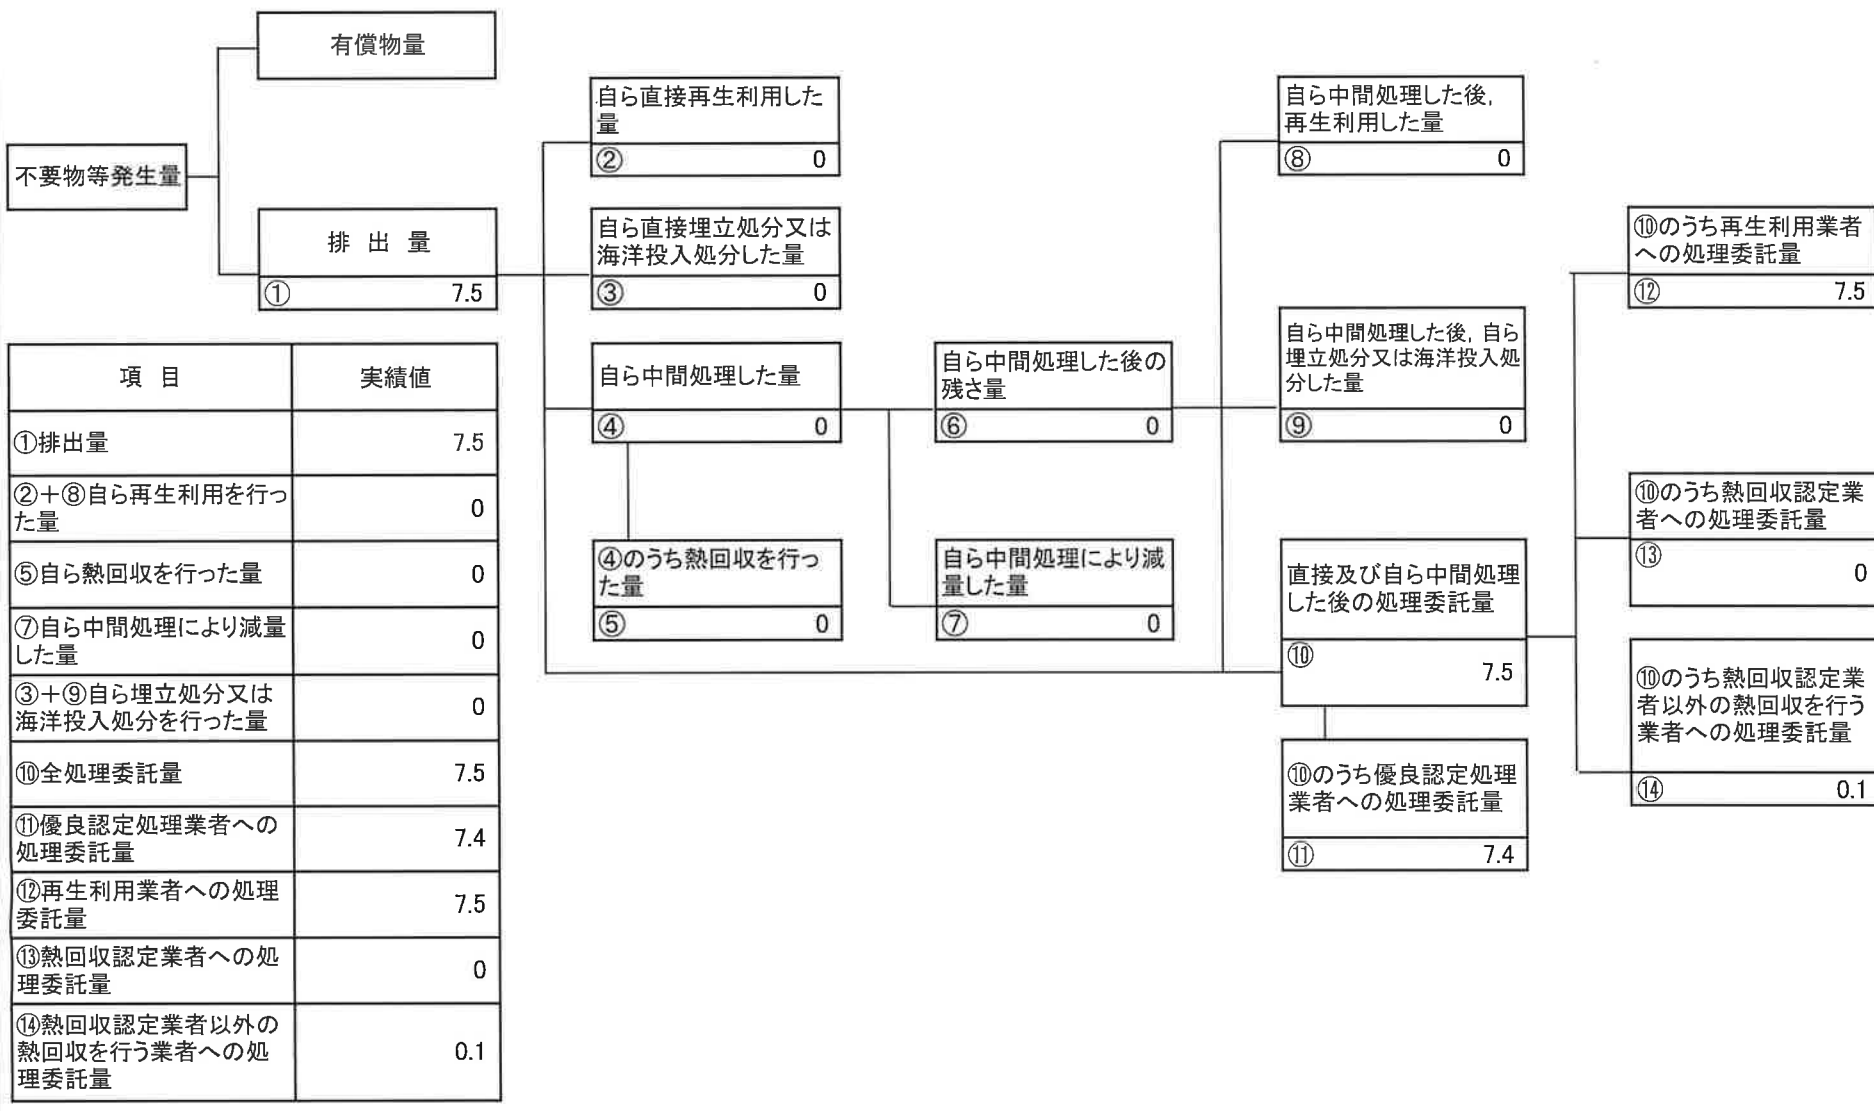 有償物量
不要物等発生量
排 出 量
① 7.5
自ら直接再生利用した
量
② 0
自ら直接埋立処分又は
海洋投入処分した量
③ 0
自ら中間処理した量
④ 0
④のうち熱回収を行っ
た量
⑤ 0
自ら中間処理した後の
残さ量
⑥ 0
自ら中間処理により減
量した量
⑦ 0
自ら中間処理した後,
再生利用した量
⑧ 0
自ら中間処理した後, 自ら
埋立処分又は海洋投入処
分した量
⑨ 0
直接及び自ら中間処理
した後の処理委託量
⑩ 7.5
⑩のうち優良認定処理
業者への処理委託量
⑪ 7.4
⑩のうち再生利用業者
への処理委託量
⑫ 7.5
⑩のうち熱回収認定業
者への処理委託量
⑬ 0
⑩のうち熱回収認定業
者以外の熱回収を行う
業者への処理委託量
⑭ 0.1
項 目 実績値
①排出量 7.5
②+⑧自ら再生利用を行っ
た量 0
⑤自ら熱回収を行った量 0
⑦自ら中間処理により減量
した量 0
③+⑨自ら埋立処分又は
海洋投入処分を行った量 0
⑩全処理委託量 7.5
⑪優良認定処理業者への
処理委託量 7.4
⑫再生利用業者への処理
委託量 7.5
⑬熱回収認定業者への処
理委託量 0
⑭熱回収認定業者以外の
熱回収を行う業者への処
理委託量 0.1